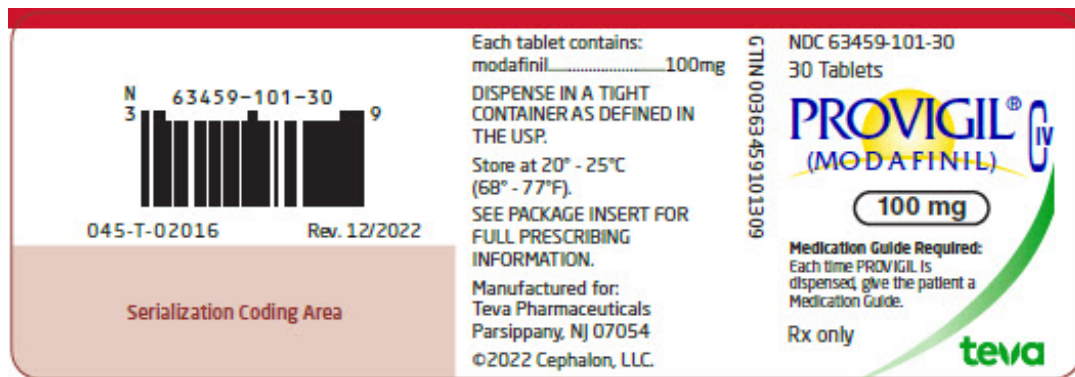 N
3 63459-101-30 9
045-T-02016 Rev. 12/2022
Serialization Coding Area
Each tablet contains:
modafinil............................100mg
DISPENSE IN A TIGHT
CONTAINER AS DEFINED IN
THE USP.
Store at 20° - 25°C
(68° - 77°F).
SEE PACKAGE INSERT FOR
FULL PRESCRIBING
INFORMATION.
Manufactured for:
Teva Pharmaceuticals
Parsippany, NJ 07054
©2022 Cephalon, LLC.
GTIN 00363459101309
NDC 63459-101-30
30 Tablets
PROVIGIL® CIV
(MODAFINIL)
100 mg
Medication Guide Required:
Each time PROVIGIL is
dispensed, give the patient a
Medication Guide.
Rx only
teva